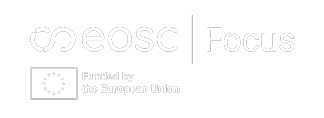 eosc | Focus
Funded by
the European Union